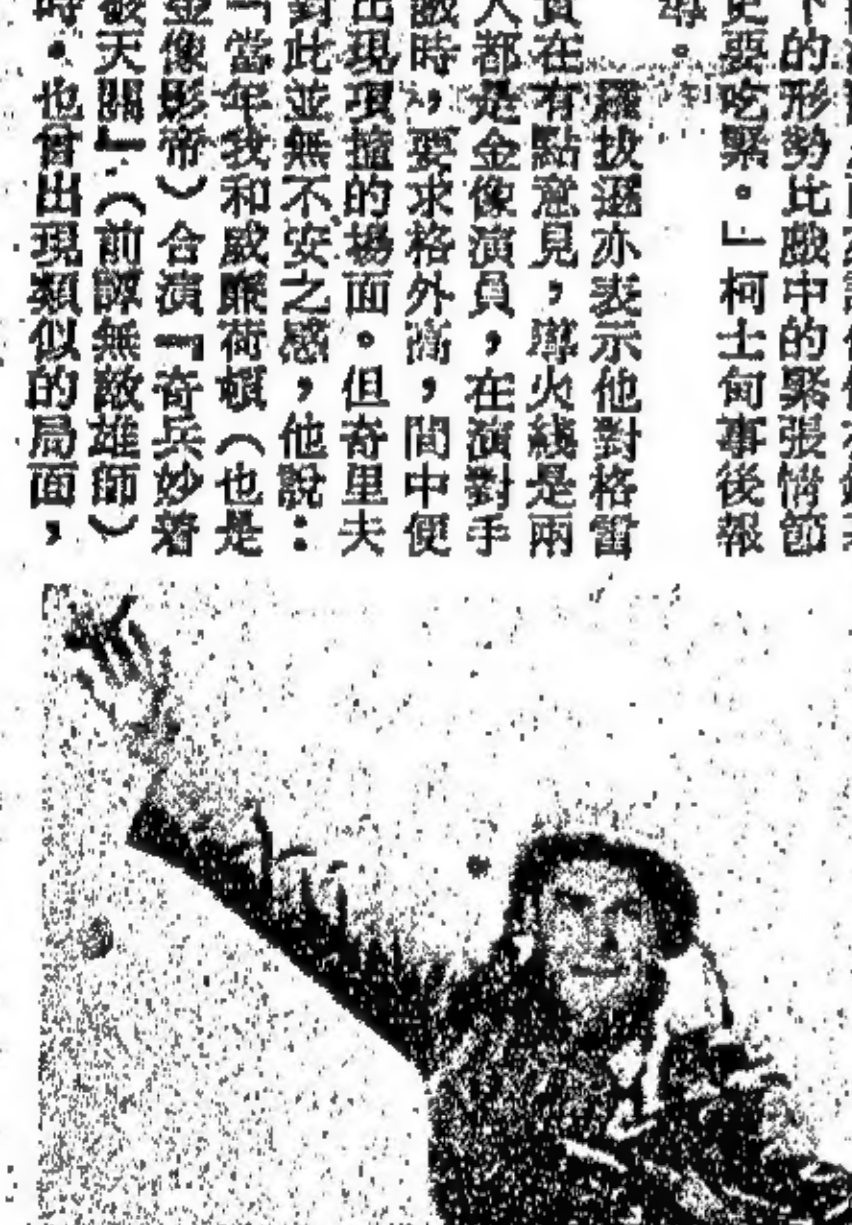 下的形勢比戲中的緊張情節
更要吃緊。」柯士甸事後報
導。
羅拔遜亦表示他對格雷
實在有點意見，導火綫是兩
人都是金像演員，在演對手
戲時，要求格外高，間中便
出現頂撞的場面。但奇里夫
對此並無不安之感，他說：
「當年我和威廉荷頓（也是
金像影帝）合演『奇兵妙着
破天關』（前譯無敵雄師）
時。也曾出現類似的局面，